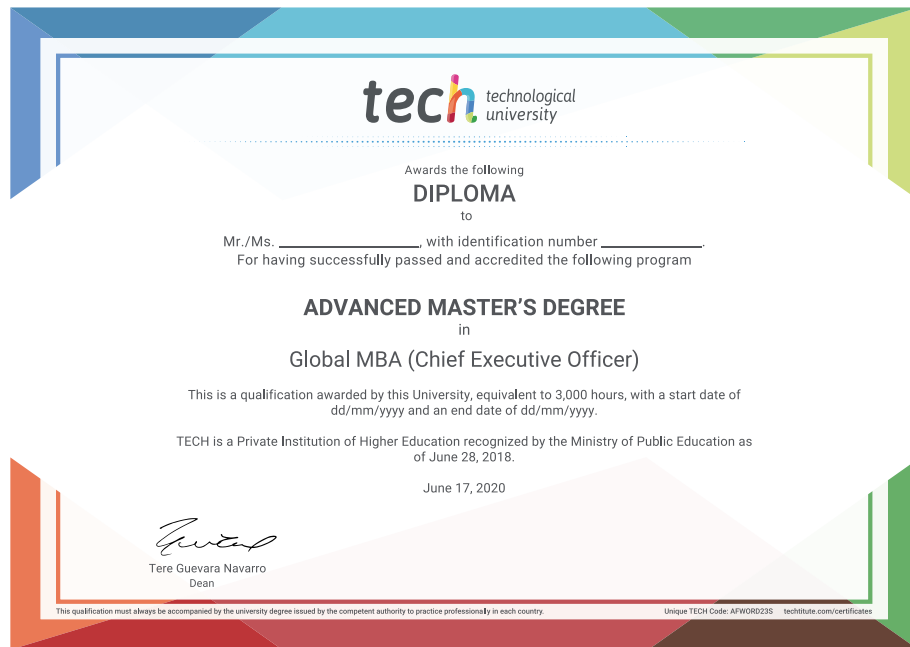 tech technological
university
Awards the following
DIPLOMA
to
Mr./Ms. ____________________, with identification number ______________.
For having successfully passed and accredited the following program
ADVANCED MASTER'S DEGREE
in
Global MBA (Chief Executive Officer)
This is a qualification awarded by this University, equivalent to 3,000 hours, with a start date of
dd/mm/yyyy and an end date of dd/mm/yyyy.
TECH is a Private Institution of Higher Education recognized by the Ministry of Public Education as
of June 28, 2018.
June 17, 2020
Tere Guevara Navarro
Dean
This qualification must always be accompanied by the university degree issued by the competent authority to practice professionally in each country.
Unique TECH Code: AFWORD23S techtitute.com/certificates